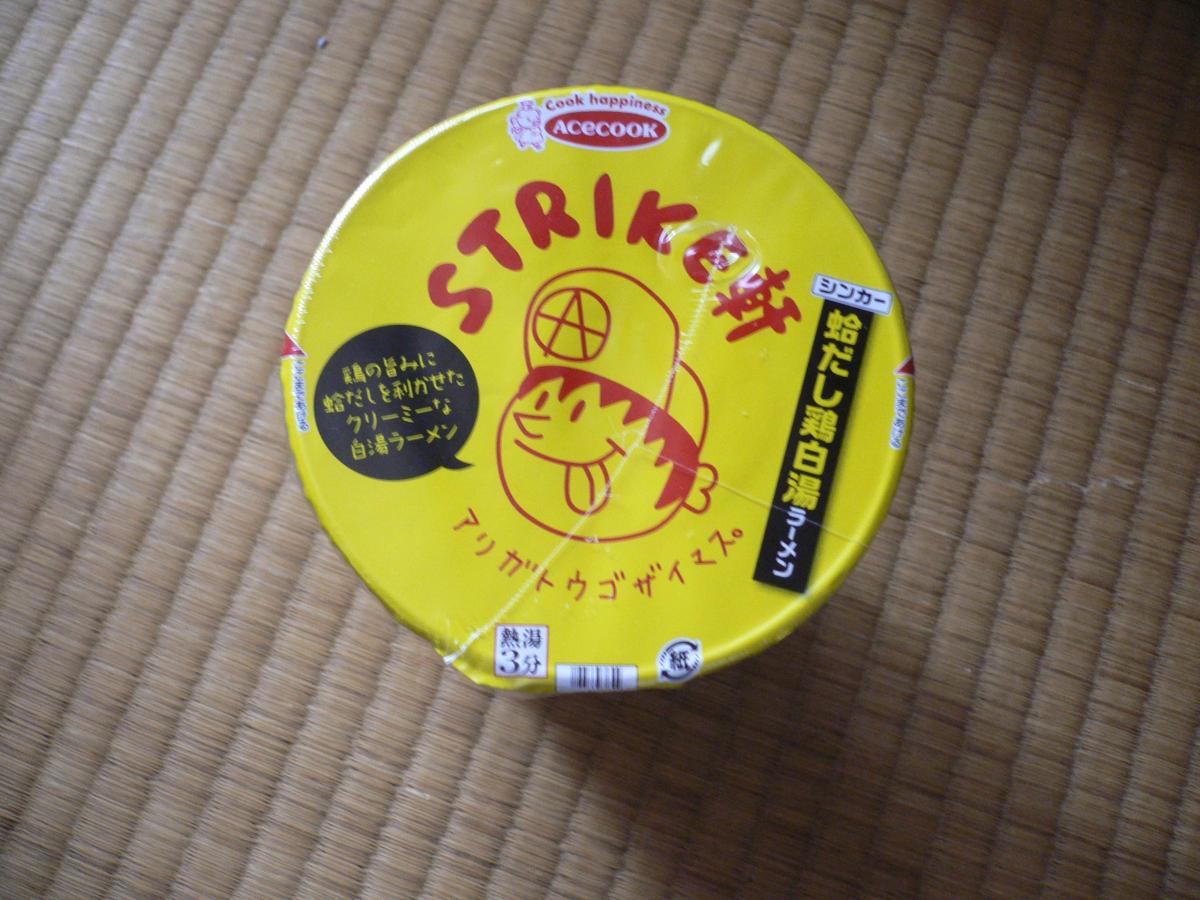 Cook happiness
ACECOOK
STRIKE軒
シンカー
蛤だし鶏白湯ラーメン
鶏の旨みに
蛤だしを利かせた
クリーミーな
白湯ラーメン
アリガトウゴザイマス。
熱湯
3分
紙